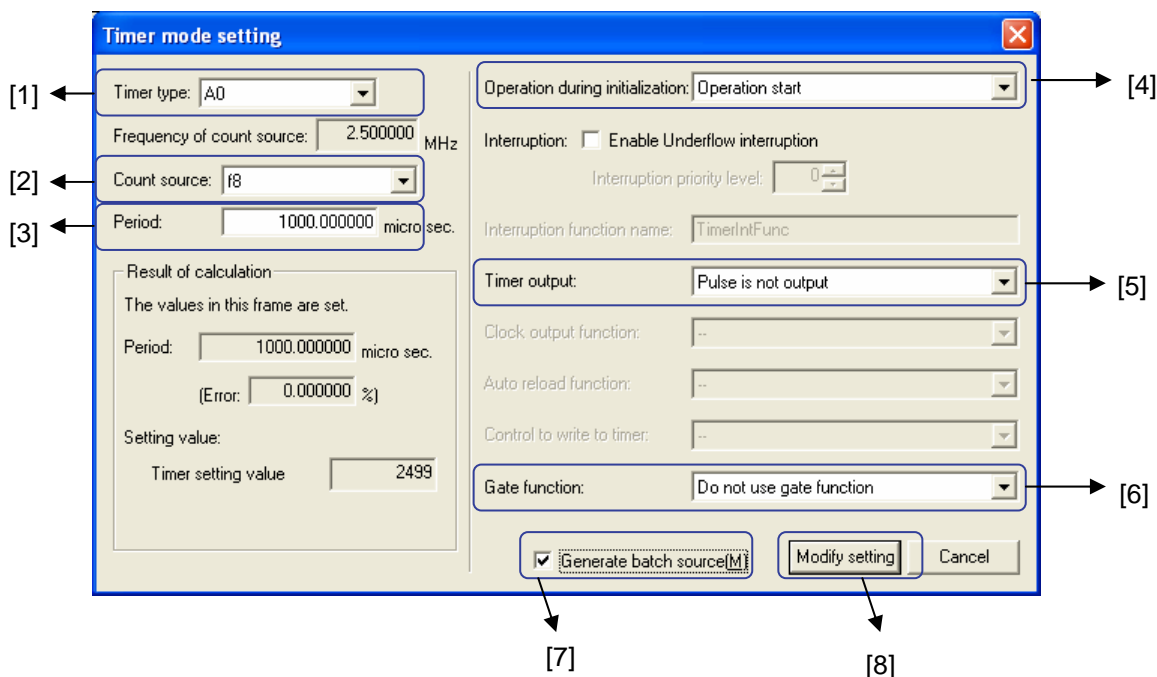 Timer mode setting
[1]
Timer type: A0
Frequency of count source: 2.500000 MHz
[2]
Count source: f8
[3]
Period: 1000.000000 micro sec.
Result of calculation
The values in this frame are set.
Period: 1000.000000 micro sec.
(Error: 0.000000 %)
Setting value:
Timer setting value 2499
Operation during initialization: Operation start
[4]
Interruption: Enable Underflow interruption
Interruption priority level: 0
Interruption function name: TimerIntFunc
Timer output: Pulse is not output
[5]
Clock output function: --
Auto reload function: --
Control to write to timer: --
Gate function: Do not use gate function
[6]
Generate batch source(M)
Modify setting
Cancel
[7]
[8]